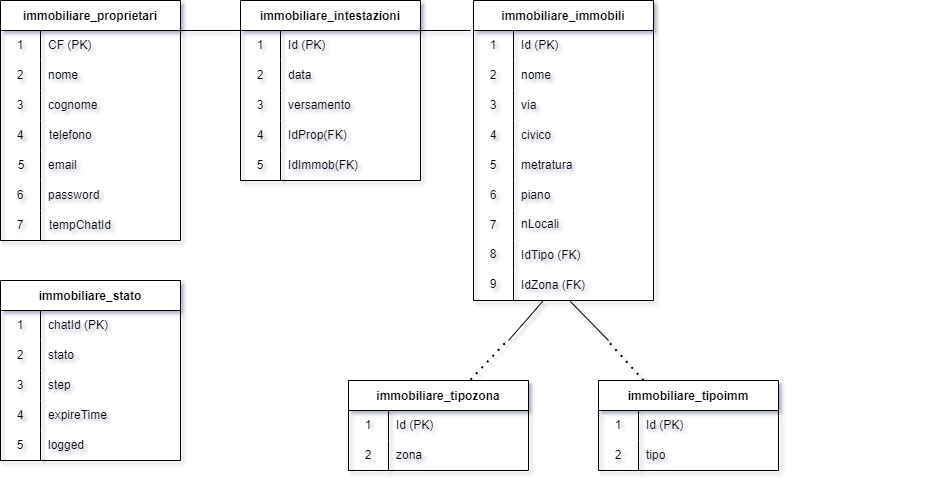 immobiliare_proprietari
1 CF (PK)
2 nome
3 cognome
4 telefono
5 email
6 password
7 tempChatId
immobiliare_intestazioni
1 Id (PK)
2 data
3 versamento
4 IdProp(FK)
5 IdImmob(FK)
immobiliare_immobili
1 Id (PK)
2 nome
3 via
4 civico
5 metratura
6 piano
7 nLocali
8 IdTipo (FK)
9 IdZona (FK)
immobiliare_stato
1 chatId (PK)
2 stato
3 step
4 expireTime
5 logged
immobiliare_tipozona
1 Id (PK)
2 zona
immobiliare_tipoimm
1 Id (PK)
2 tipo